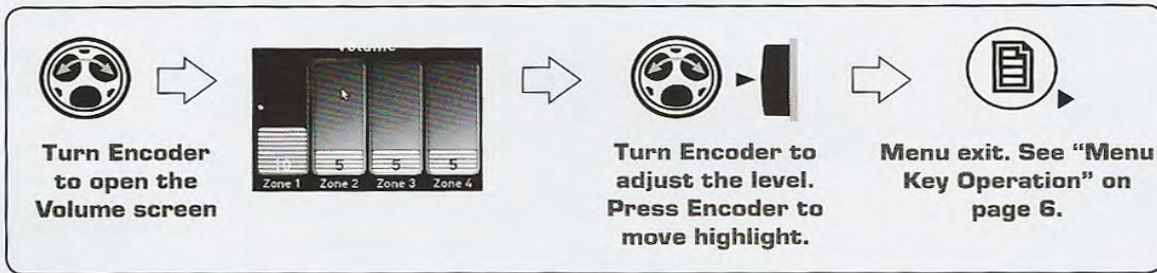 Turn Encoder
to open the
Volume screen
Volume
10
5
5
5
Zone 1
Zone 2
Zone 3
Zone 4
Turn Encoder to
adjust the level.
Press Encoder to
move highlight.
Menu exit. See “Menu
Key Operation” on
page 6.